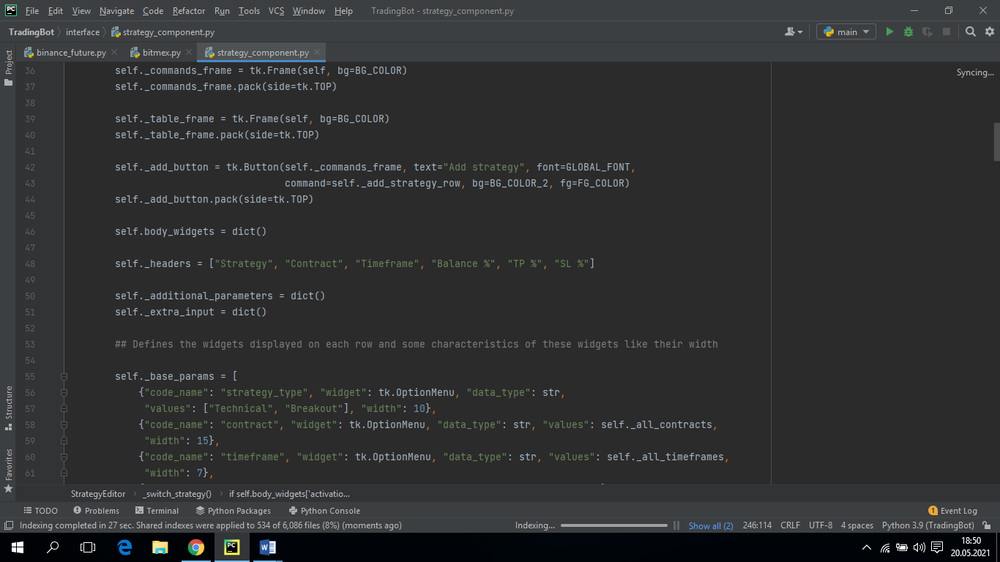 PC File Edit View Navigate Code Refactor Run Tools VCS Window Help TradingBot - strategy_component.py
TradingBot interface strategy_component.py main
binance_future.py bitmex.py strategy_component.py
Project
Syncing...
36 self._commands_frame = tk.Frame(self, bg=BG_COLOR)
37 self._commands_frame.pack(side=tk.TOP)
38
39 self._table_frame = tk.Frame(self, bg=BG_COLOR)
40 self._table_frame.pack(side=tk.TOP)
41
42 self._add_button = tk.Button(self._commands_frame, text="Add strategy", font=GLOBAL_FONT,
43 command=self._add_strategy_row, bg=BG_COLOR_2, fg=FG_COLOR)
44 self._add_button.pack(side=tk.TOP)
45
46 self.body_widgets = dict()
47
48 self._headers = ["Strategy", "Contract", "Timeframe", "Balance %", "TP %", "SL %"]
49
50 self._additional_parameters = dict()
51 self._extra_input = dict()
52
53 ## Defines the widgets displayed on each row and some characteristics of these widgets like their width
54
55 self._base_params = [
56 {"code_name": "strategy_type", "widget": tk.OptionMenu, "data_type": str,
57 "values": ["Technical", "Breakout"], "width": 10},
58 {"code_name": "contract", "widget": tk.OptionMenu, "data_type": str, "values": self._all_contracts,
59 "width": 15},
60 {"code_name": "timeframe", "widget": tk.OptionMenu, "data_type": str, "values": self._all_timeframes,
61 "width": 7},
Structure
Favorites
StrategyEditor _switch_strategy() if self.body_widgets['activatio...
TODO Problems Terminal Python Packages Python Console 1 Event Log
Indexing completed in 27 sec. Shared indexes were applied to 534 of 6,086 files (8%) (moments ago) Indexing... Show all (2) 246:114 CRLF UTF-8 4 spaces Python 3.9 (TradingBot)
18:50
20.05.2021